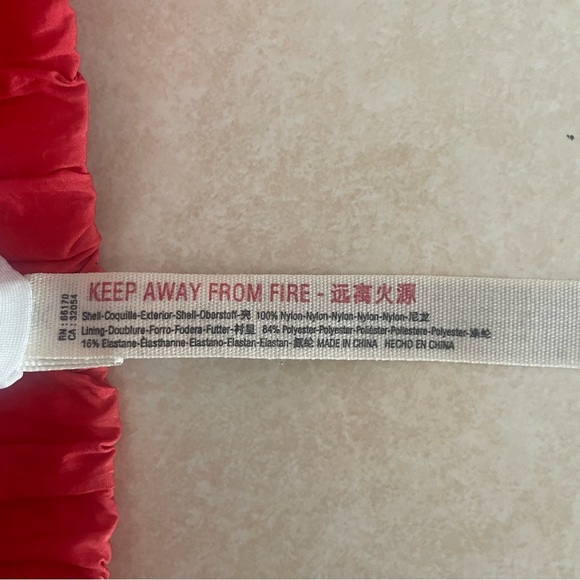 RN : 66170
CA : 32054
KEEP AWAY FROM FIRE - 远离火源
Shell-Coquille-Exterior-Shell-Oberstoff-壳 100% Nylon-Nylon-Nylon-Nylon-Nylon-尼龙
Lining-Doublure-Forro-Fodera-Futter-衬里 84% Polyester-Polyester-Poliéster-Poliestere-Polyester-涤纶
16% Elastane-Élasthanne-Elastano-Elastan-Elastan-氨纶 MADE IN CHINA HECHO EN CHINA